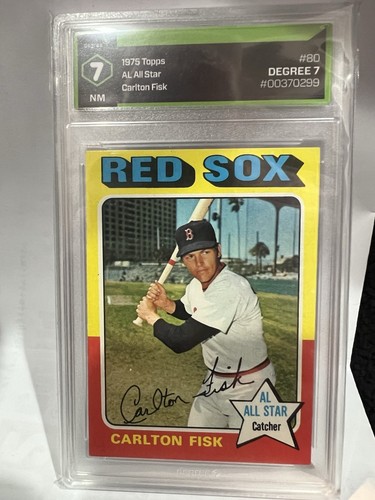 7
NM
1975 Topps
AL All Star
Carlton Fisk
#80
DEGREE 7
#00370299
RED SOX
B
Carlton Fisk
AL
ALL STAR
Catcher
CARLTON FISK